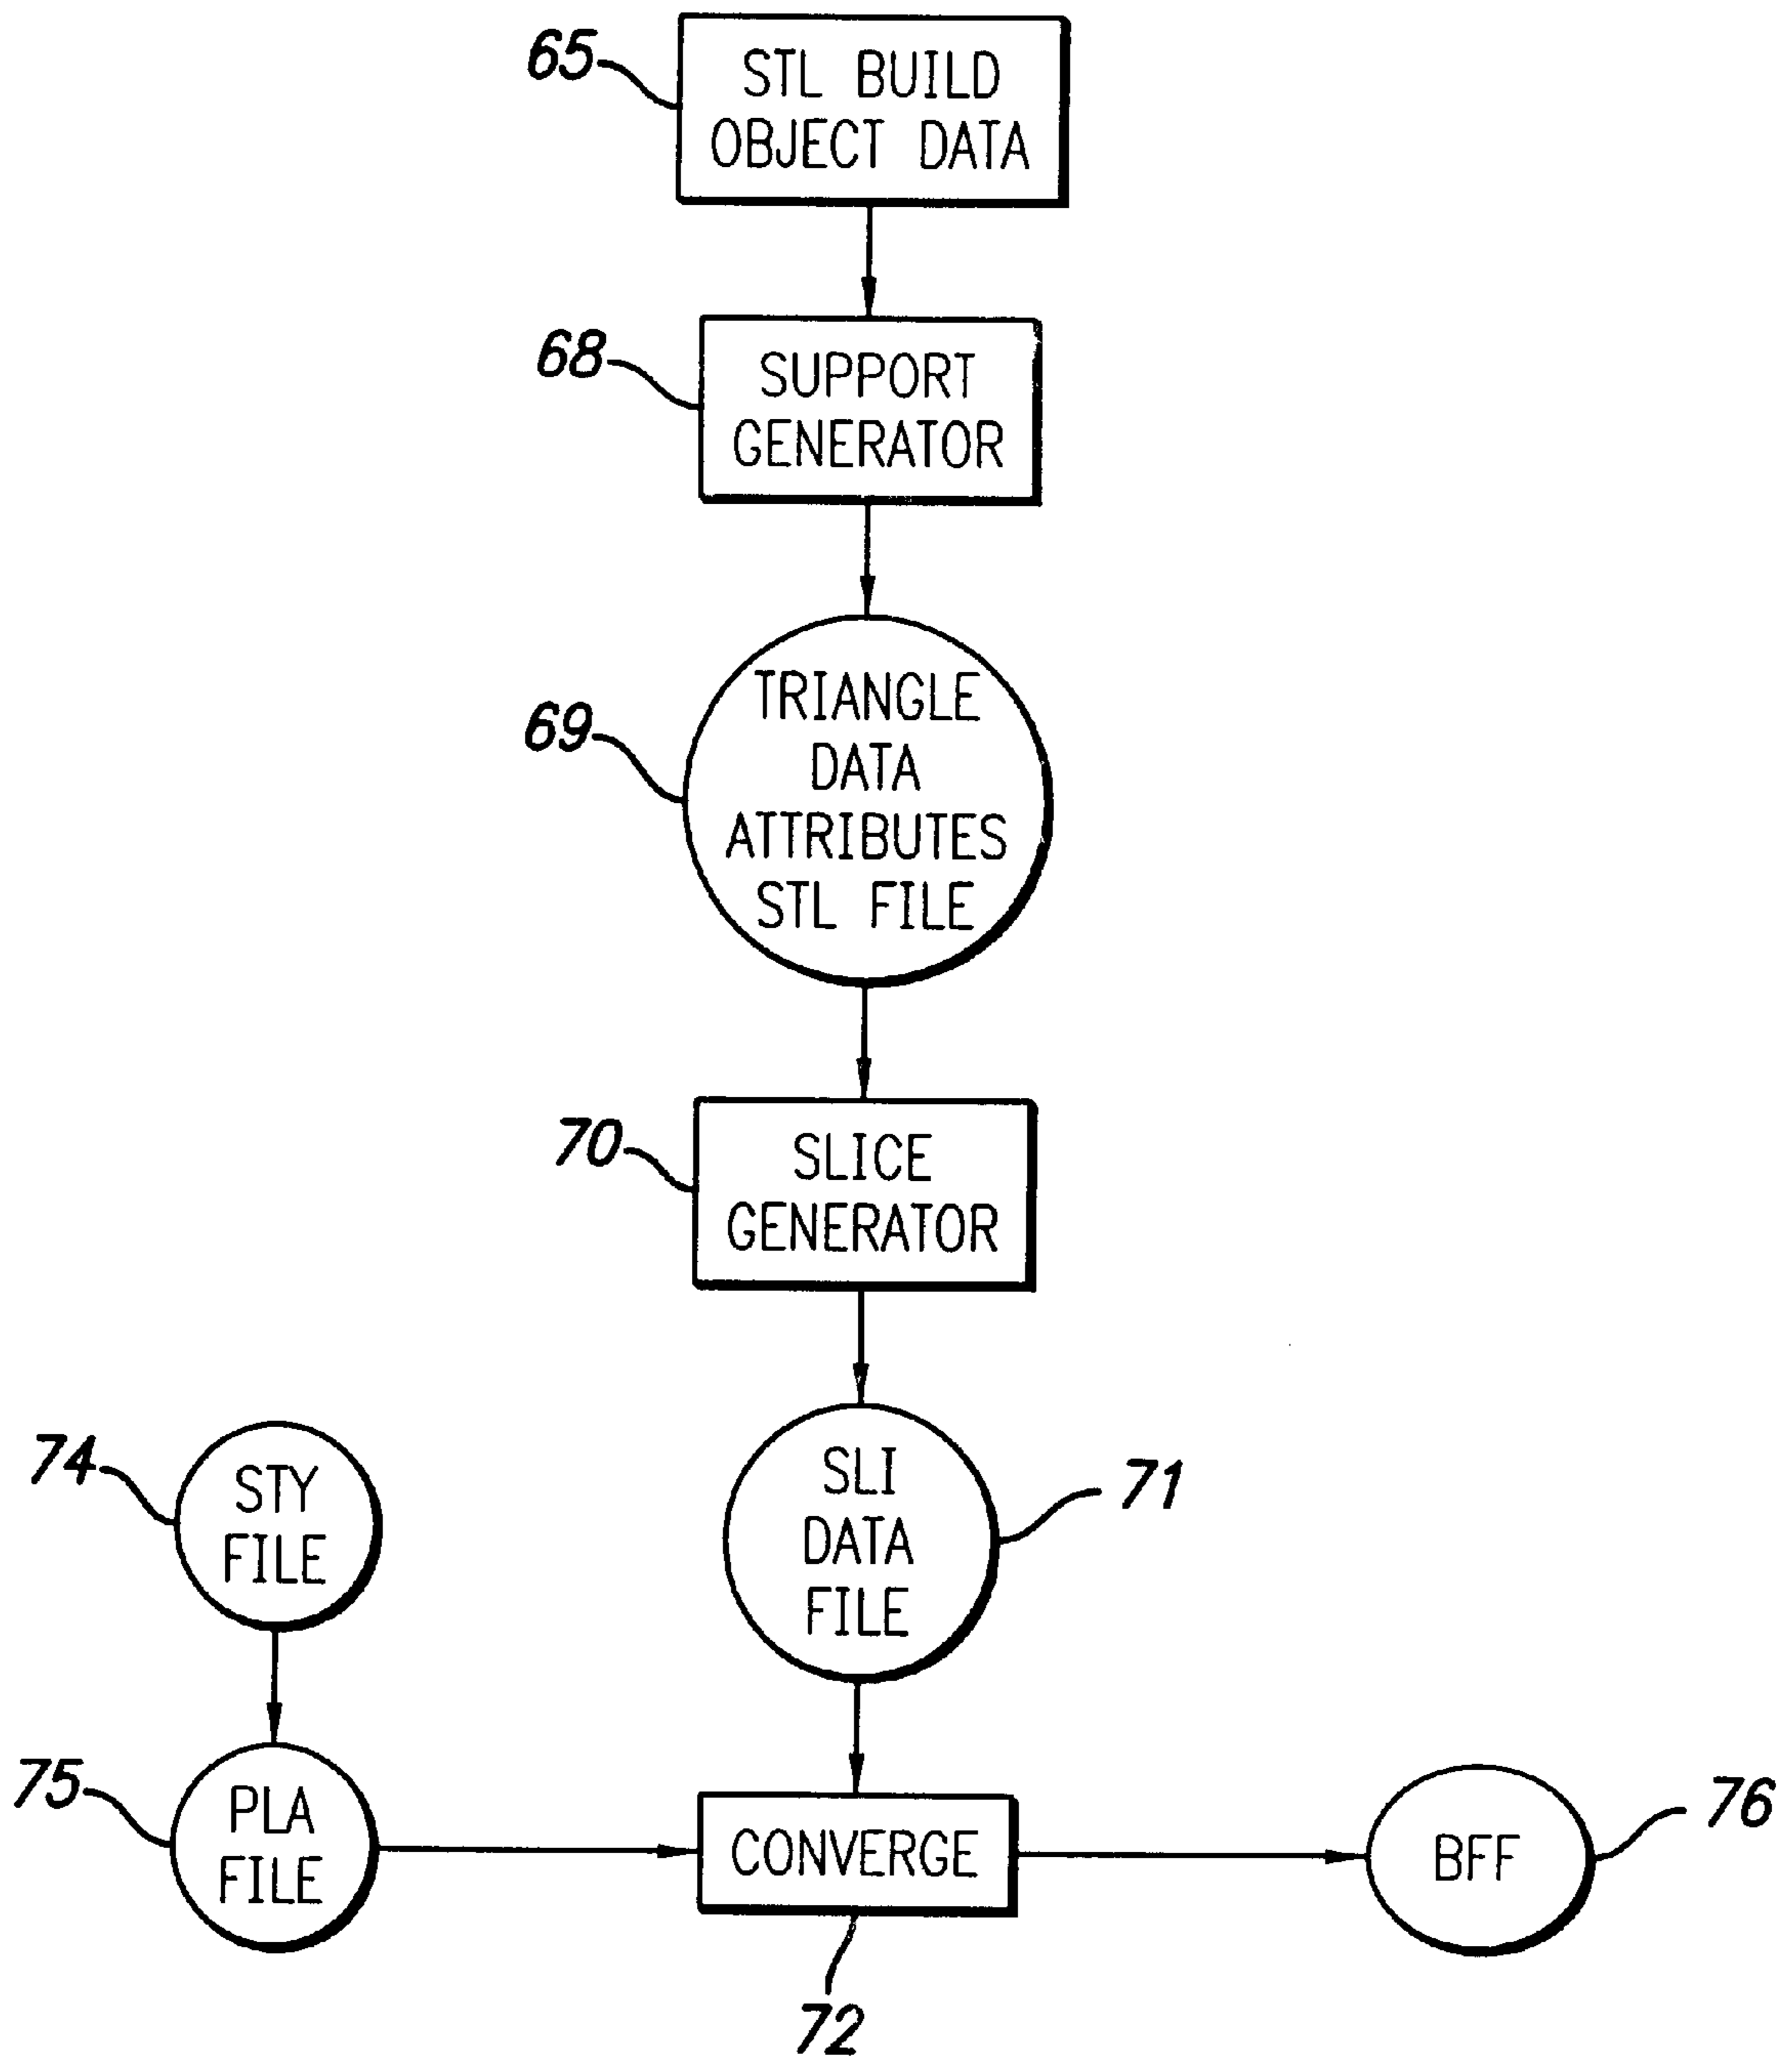 65
STL BUILD
OBJECT DATA
68
SUPPORT
GENERATOR
69
TRIANGLE
DATA
ATTRIBUTES
STL FILE
70
SLICE
GENERATOR
74
STY
FILE
SLI
DATA
FILE
71
75
PLA
FILE
CONVERGE
72
BFF
76